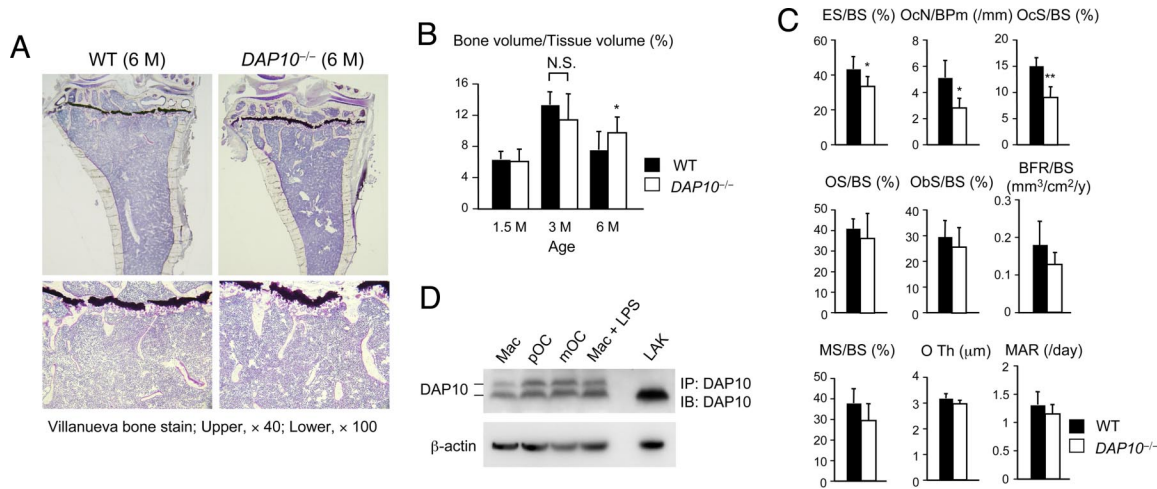 A
WT (6 M)
DAP10⁻/⁻ (6 M)
Villanueva bone stain; Upper, × 40; Lower, × 100
B
Bone volume/Tissue volume (%)
N.S.
*
16
12
8
4
0
1.5 M
3 M
6 M
Age
WT
DAP10⁻/⁻
D
Mac
pOC
mOC
Mac + LPS
LAK
DAP10
IP: DAP10
IB: DAP10
β-actin
C
ES/BS (%)
60
40
20
0
*
OcN/BPm (/mm)
8
6
4
2
0
*
OcS/BS (%)
20
15
10
5
0
**
OS/BS (%)
50
40
30
20
10
0
ObS/BS (%)
40
30
20
10
0
BFR/BS
(mm³/cm²/y)
0.3
0.2
0.1
0
MS/BS (%)
60
50
40
30
20
10
0
O Th (μm)
5
4
3
2
1
0
MAR (/day)
2
1.5
1
0.5
0
WT
DAP10⁻/⁻